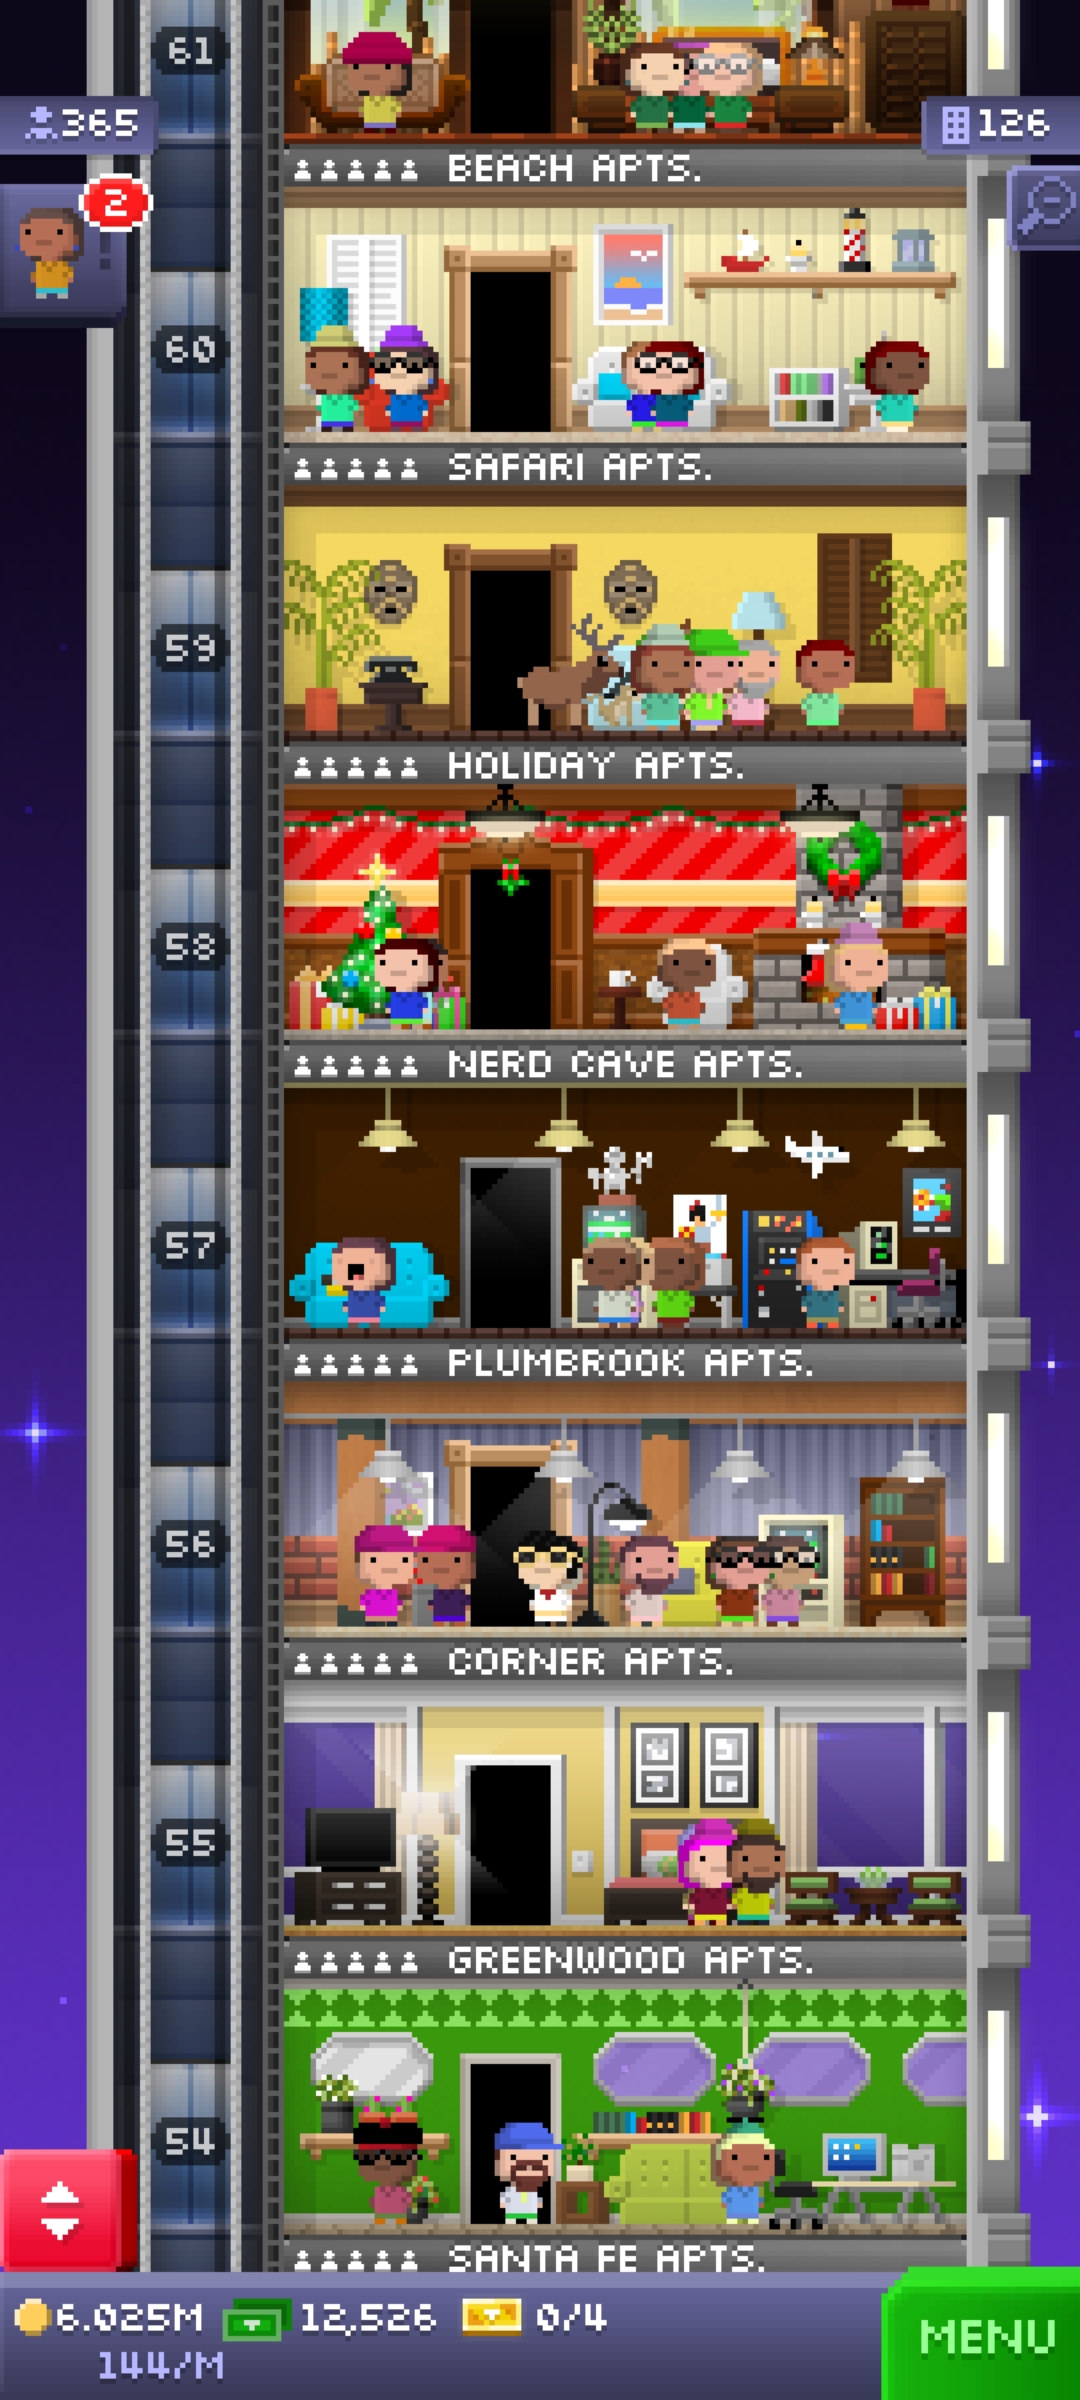 61
365
126
BEACH APTS.
2
60
SAFARI APTS.
59
HOLIDAY APTS.
58
NERD CAVE APTS.
57
PLUMBROOK APTS.
56
CORNER APTS.
55
GREENWOOD APTS.
54
SANTA FE APTS.
6.025M 12,526 0/4
144/M
MENU